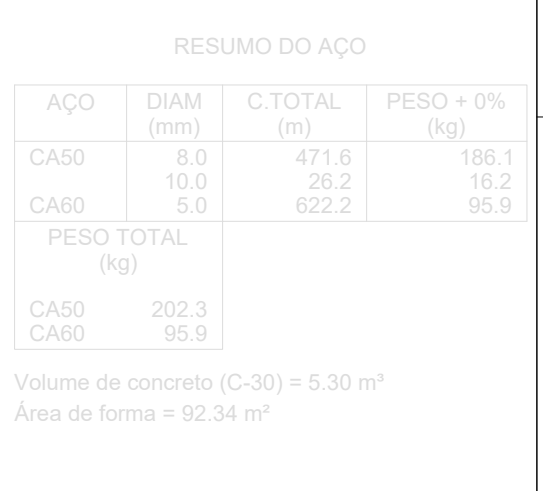 RESUMO DO AÇO
AÇO DIAM C.TOTAL PESO + 0%
(mm) (m) (kg)
CA50 8.0 471.6 186.1
10.0 26.2 16.2
CA60 5.0 622.2 95.9
PESO TOTAL
(kg)
CA50 202.3
CA60 95.9
Volume de concreto (C-30) = 5.30 m³
Área de forma = 92.34 m²